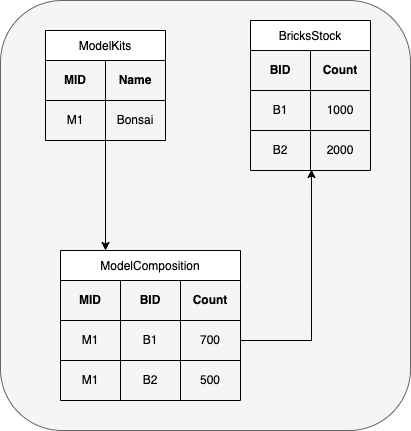 ModelKits
MID Name
M1 Bonsai
BricksStock
BID Count
B1 1000
B2 2000
ModelComposition
MID BID Count
M1 B1 700
M1 B2 500